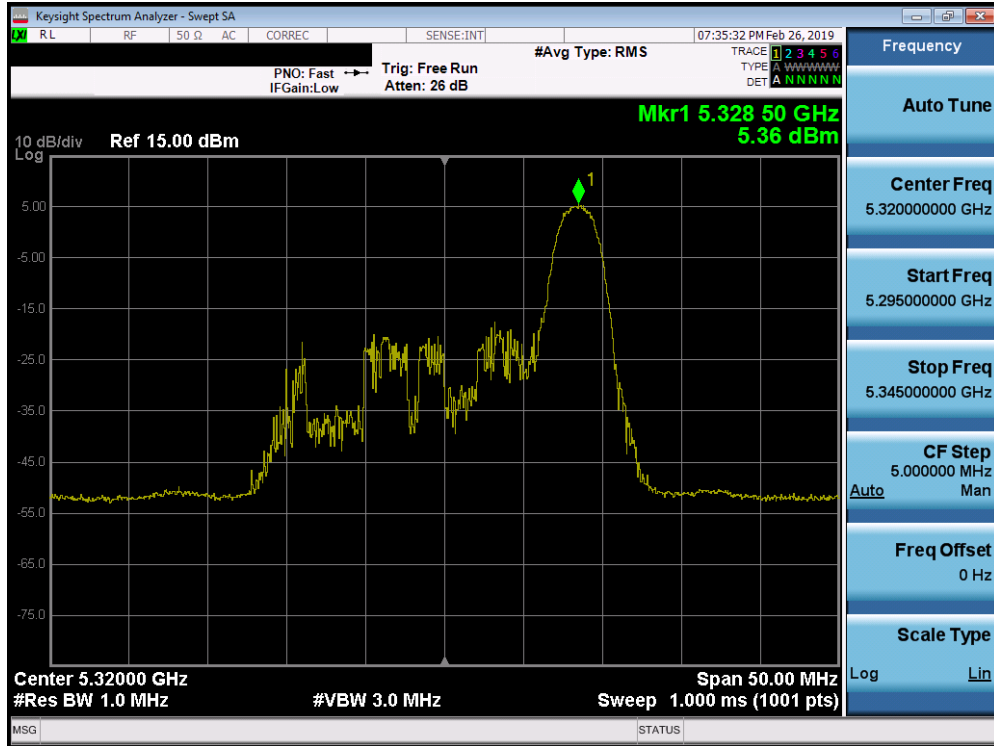 Keysight Spectrum Analyzer - Swept SA
LXI RL RF 50 Ω AC CORREC SENSE:INT 07:35:32 PM Feb 26, 2019
#Avg Type: RMS
TRACE 1 2 3 4 5 6
TYPE A WWWWW
DET A N N N N N
PNO: Fast
IFGain:Low
Trig: Free Run
Atten: 26 dB
Mkr1 5.328 50 GHz
5.36 dBm
10 dB/div
Log
Ref 15.00 dBm
1
5.00
-5.00
-15.0
-25.0
-35.0
-45.0
-55.0
-65.0
-75.0
Center 5.32000 GHz
Span 50.00 MHz
#Res BW 1.0 MHz
#VBW 3.0 MHz
Sweep 1.000 ms (1001 pts)
MSG
STATUS
Frequency
Auto Tune
Center Freq
5.320000000 GHz
Start Freq
5.295000000 GHz
Stop Freq
5.345000000 GHz
CF Step
5.000000 MHz
Auto Man
Freq Offset
0 Hz
Scale Type
Log Lin